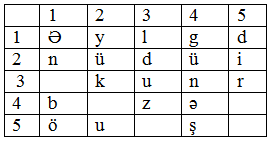 1 2 3 4 5
1 Ə y l g d
2 n ü d ü i
3 k u n r
4 b z ə
5 ö u ş